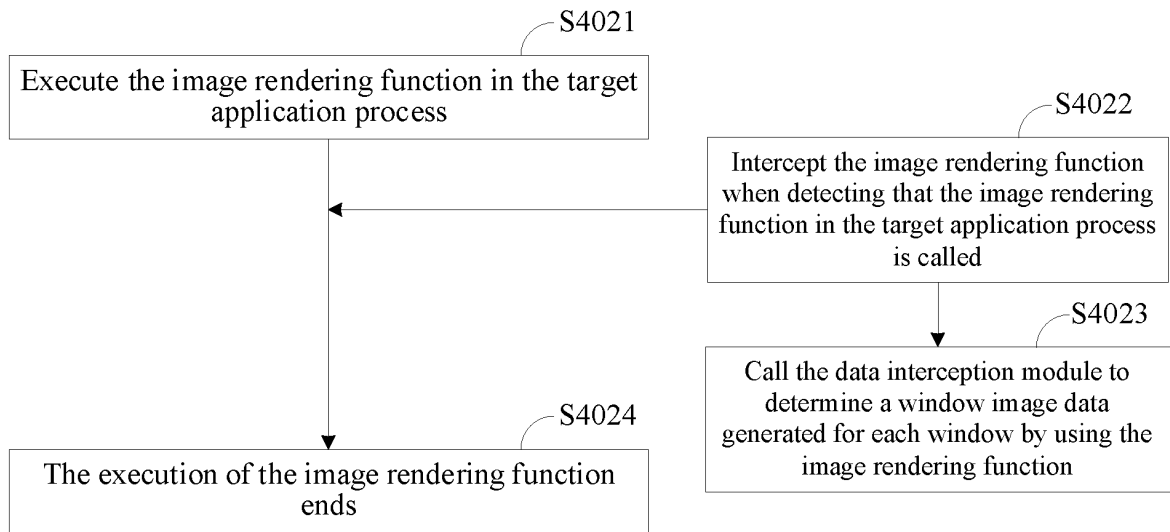 S4021
Execute the image rendering function in the target
application process
S4022
Intercept the image rendering function
when detecting that the image rendering
function in the target application process
is called
S4023
Call the data interception module to
determine a window image data
generated for each window by using the
image rendering function
S4024
The execution of the image rendering function
ends